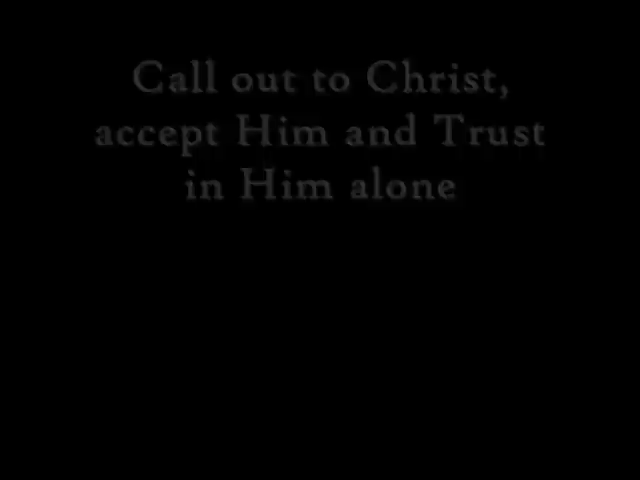 Call out to Christ,
accept Him and Trust
in Him alone